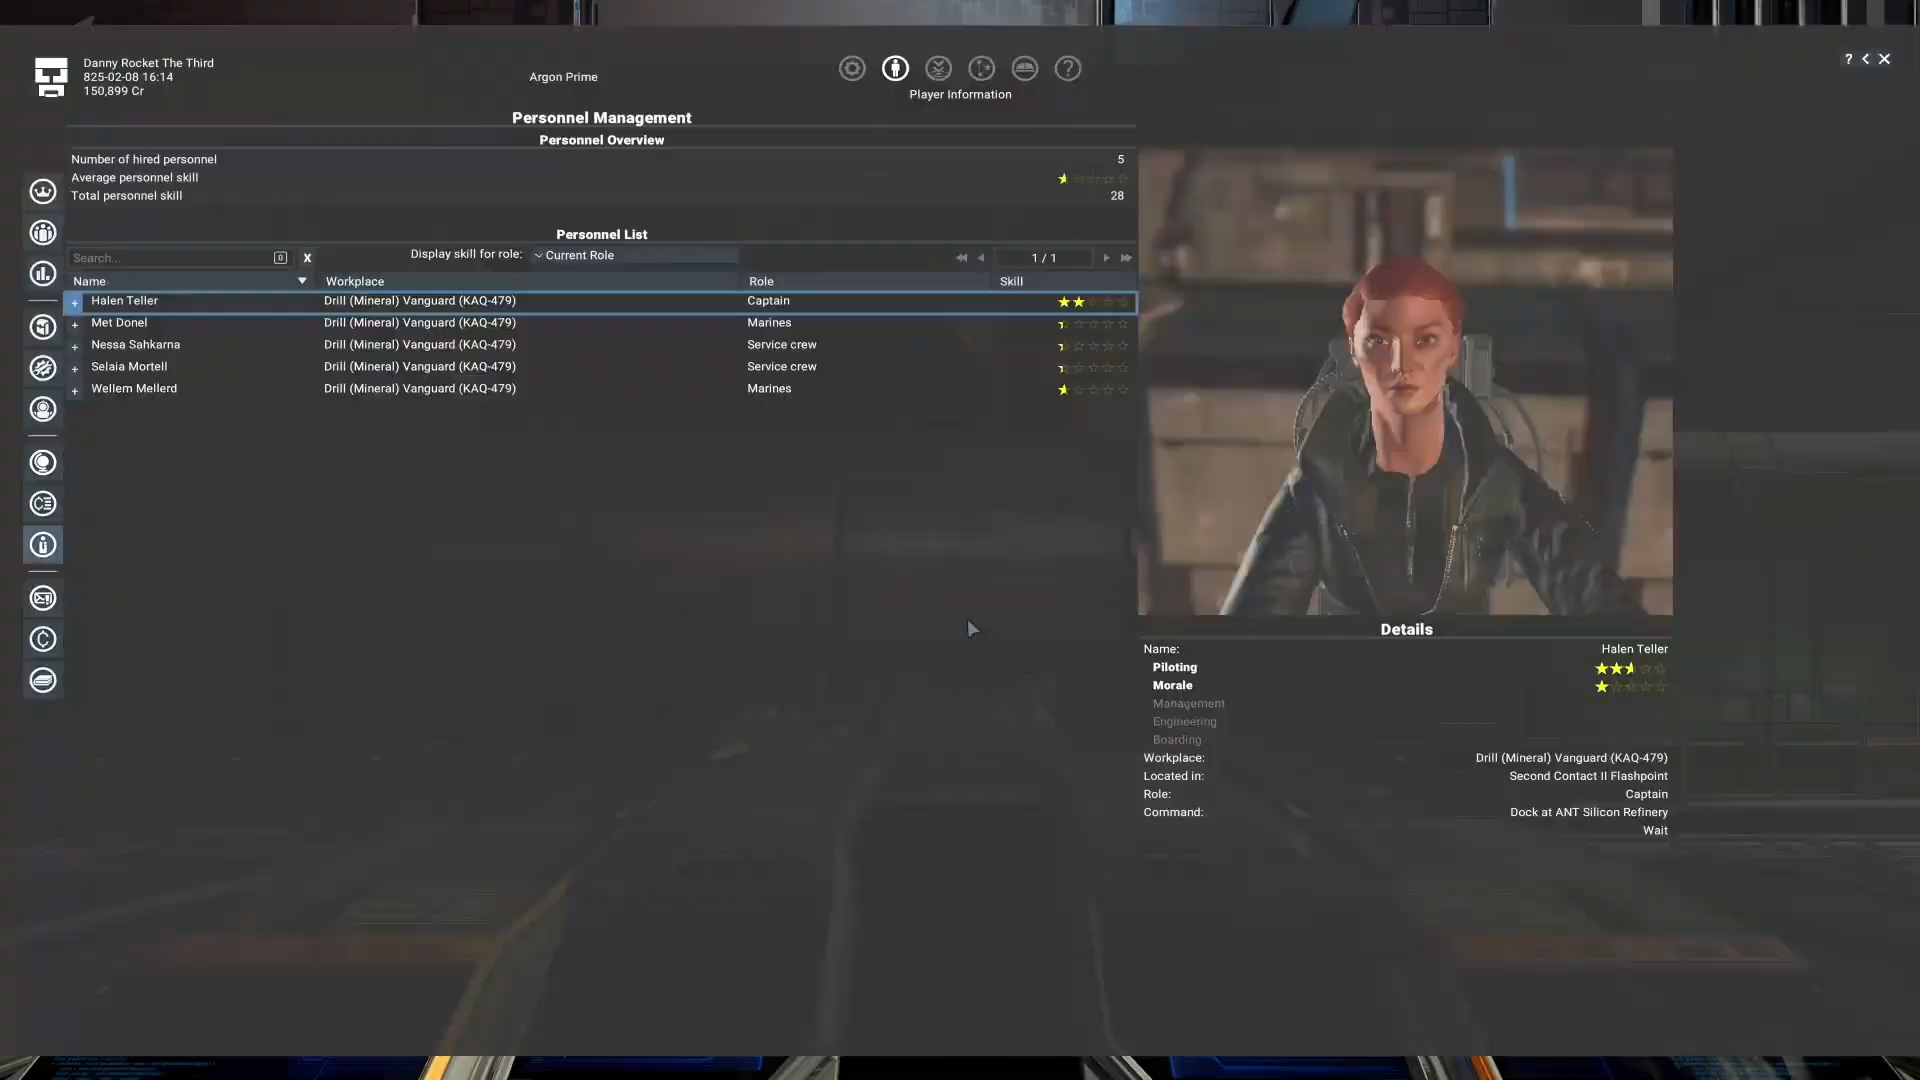 Danny Rocket The Third
825-02-08 16:14
150,899 Cr
Argon Prime
Player Information
? < X
Personnel Management
Personnel Overview
Number of hired personnel 5
Average personnel skill
Total personnel skill 28
Personnel List
Search... X Display skill for role: Current Role 1 / 1
Name Workplace Role Skill
+ Halen Teller Drill (Mineral) Vanguard (KAQ-479) Captain
+ Met Donel Drill (Mineral) Vanguard (KAQ-479) Marines
+ Nessa Sahkarna Drill (Mineral) Vanguard (KAQ-479) Service crew
+ Selaia Mortell Drill (Mineral) Vanguard (KAQ-479) Service crew
+ Wellem Mellerd Drill (Mineral) Vanguard (KAQ-479) Marines
Details
Name: Halen Teller
Piloting
Morale
Management
Engineering
Boarding
Workplace: Drill (Mineral) Vanguard (KAQ-479)
Located in: Second Contact II Flashpoint
Role: Captain
Command: Dock at ANT Silicon Refinery
Wait